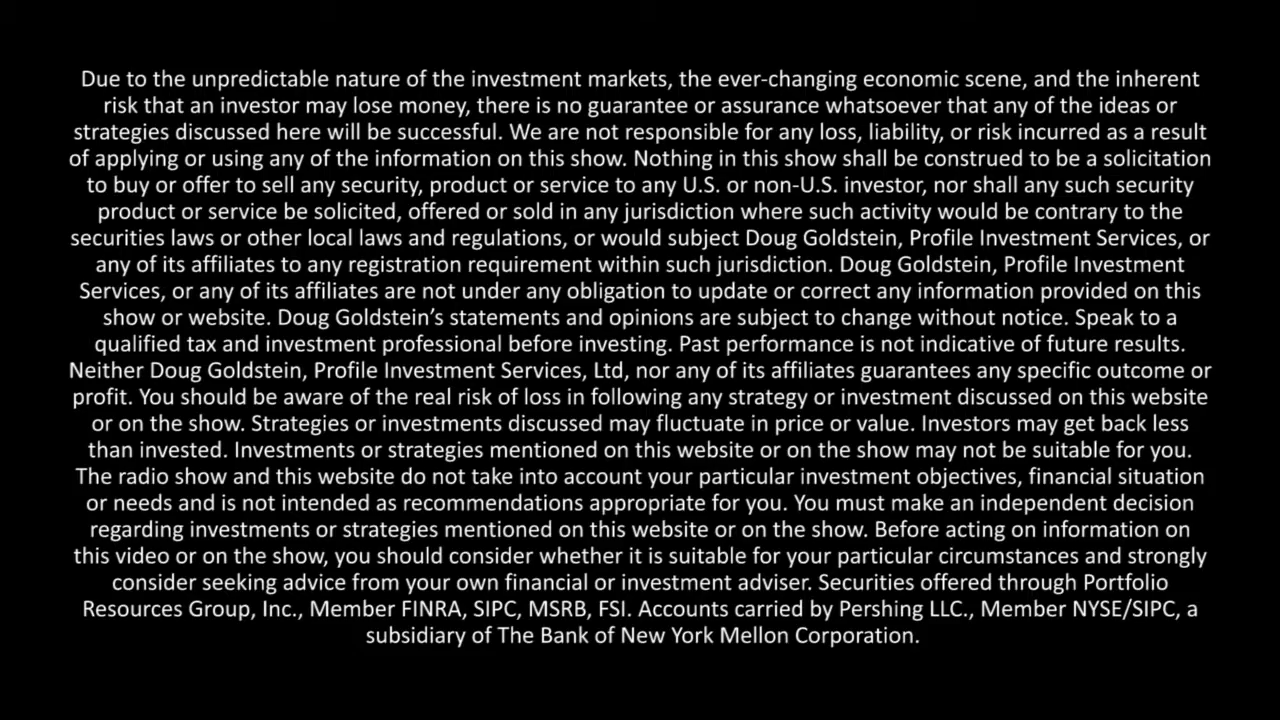 Due to the unpredictable nature of the investment markets, the ever-changing economic scene, and the inherent
risk that an investor may lose money, there is no guarantee or assurance whatsoever that any of the ideas or
strategies discussed here will be successful. We are not responsible for any loss, liability, or risk incurred as a result
of applying or using any of the information on this show. Nothing in this show shall be construed to be a solicitation
to buy or offer to sell any security, product or service to any U.S. or non-U.S. investor, nor shall any such security
product or service be solicited, offered or sold in any jurisdiction where such activity would be contrary to the
securities laws or other local laws and regulations, or would subject Doug Goldstein, Profile Investment Services, or
any of its affiliates to any registration requirement within such jurisdiction. Doug Goldstein, Profile Investment
Services, or any of its affiliates are not under any obligation to update or correct any information provided on this
show or website. Doug Goldstein’s statements and opinions are subject to change without notice. Speak to a
qualified tax and investment professional before investing. Past performance is not indicative of future results.
Neither Doug Goldstein, Profile Investment Services, Ltd, nor any of its affiliates guarantees any specific outcome or
profit. You should be aware of the real risk of loss in following any strategy or investment discussed on this website
or on the show. Strategies or investments discussed may fluctuate in price or value. Investors may get back less
than invested. Investments or strategies mentioned on this website or on the show may not be suitable for you.
The radio show and this website do not take into account your particular investment objectives, financial situation
or needs and is not intended as recommendations appropriate for you. You must make an independent decision
regarding investments or strategies mentioned on this website or on the show. Before acting on information on
this video or on the show, you should consider whether it is suitable for your particular circumstances and strongly
consider seeking advice from your own financial or investment adviser. Securities offered through Portfolio
Resources Group, Inc., Member FINRA, SIPC, MSRB, FSI. Accounts carried by Pershing LLC., Member NYSE/SIPC, a
subsidiary of The Bank of New York Mellon Corporation.